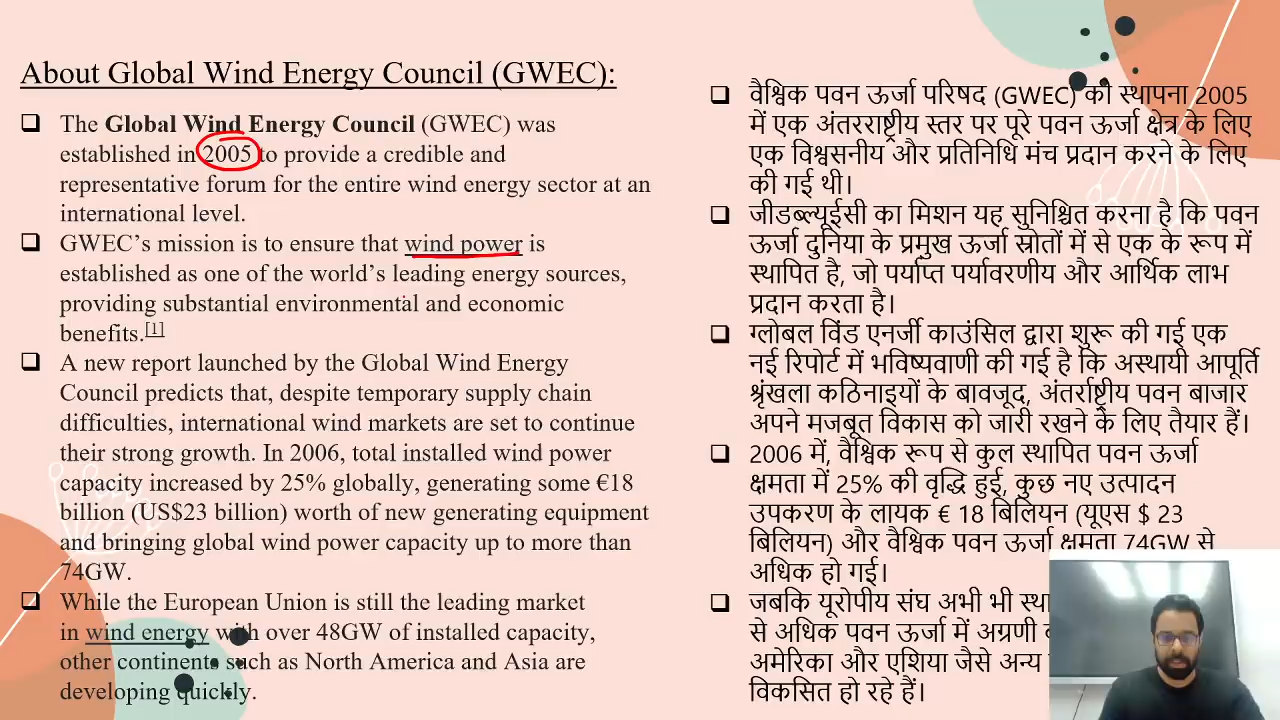 About Global Wind Energy Council (GWEC):
The Global Wind Energy Council (GWEC) was
established in 2005 to provide a credible and
representative forum for the entire wind energy sector at an
international level.
GWEC’s mission is to ensure that wind power is
established as one of the world’s leading energy sources,
providing substantial environmental and economic
benefits.[1]
A new report launched by the Global Wind Energy
Council predicts that, despite temporary supply chain
difficulties, international wind markets are set to continue
their strong growth. In 2006, total installed wind power
capacity increased by 25% globally, generating some €18
billion (US$23 billion) worth of new generating equipment
and bringing global wind power capacity up to more than
74GW.
While the European Union is still the leading market
in wind energy with over 48GW of installed capacity,
other continents such as North America and Asia are
developing quickly.
वैश्विक पवन ऊर्जा परिषद (GWEC) की स्थापना 2005
में एक अंतरराष्ट्रीय स्तर पर पूरे पवन ऊर्जा क्षेत्र के लिए
एक विश्वसनीय और प्रतिनिधि मंच प्रदान करने के लिए
की गई थी।
जीडब्ल्यूईसी का मिशन यह सुनिश्चित करना है कि पवन
ऊर्जा दुनिया के प्रमुख ऊर्जा स्रोतों में से एक के रूप में
स्थापित है, जो पर्याप्त पर्यावरणीय और आर्थिक लाभ
प्रदान करता है।
ग्लोबल विंड एनर्जी काउंसिल द्वारा शुरू की गई एक
नई रिपोर्ट में भविष्यवाणी की गई है कि अस्थायी आपूर्ति
श्रृंखला कठिनाइयों के बावजूद, अंतर्राष्ट्रीय पवन बाजार
अपने मजबूत विकास को जारी रखने के लिए तैयार हैं।
2006 में, वैश्विक रूप से कुल स्थापित पवन ऊर्जा
क्षमता में 25% की वृद्धि हुई, कुछ नए उत्पादन
उपकरण के लायक € 18 बिलियन (यूएस $ 23
बिलियन) और वैश्विक पवन ऊर्जा क्षमता 74GW से
अधिक हो गई।
जबकि यूरोपीय संघ अभी भी
से अधिक पवन ऊर्जा में अग्रणी
अमेरिका और एशिया जैसे अन्य
विकसित हो रहे हैं।